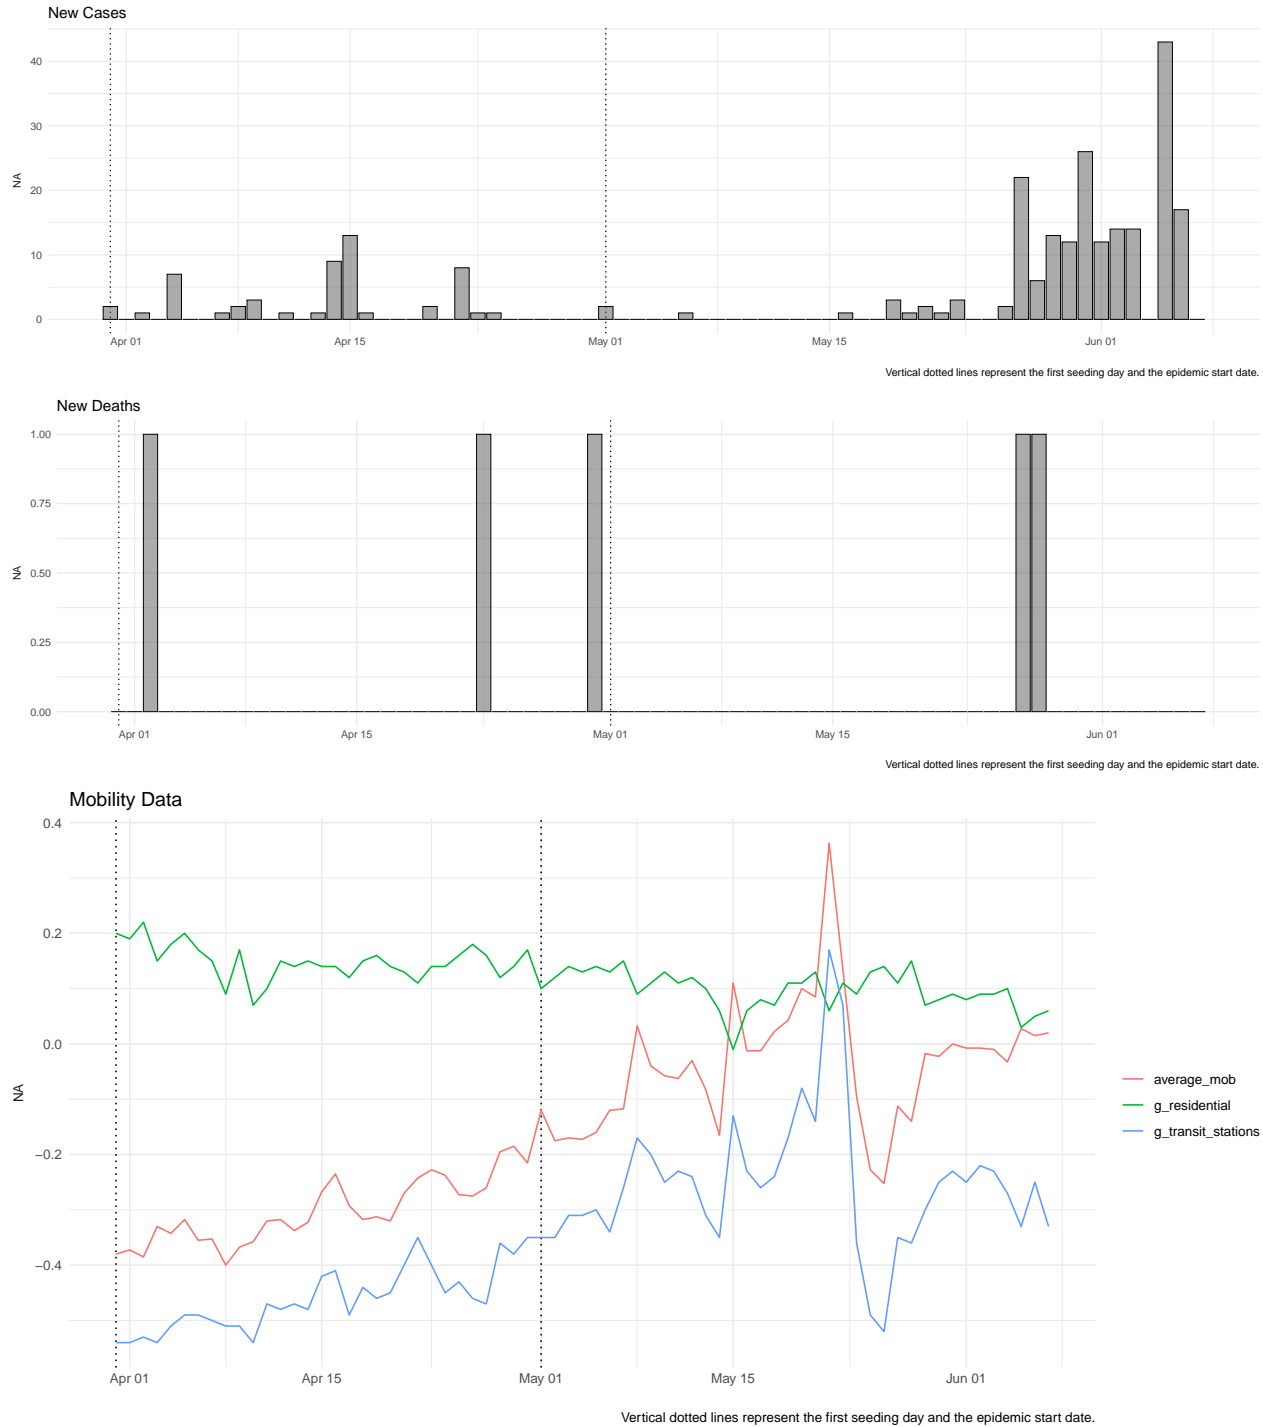 New Cases
40
30
20
10
0
NA
Apr 01 Apr 15 May 01 May 15 Jun 01
Vertical dotted lines represent the first seeding day and the epidemic start date.
New Deaths
1.00
0.75
0.50
0.25
0.00
NA
Apr 01 Apr 15 May 01 May 15 Jun 01
Vertical dotted lines represent the first seeding day and the epidemic start date.
Mobility Data
0.4
0.2
0.0
−0.2
−0.4
NA
average_mob
g_residential
g_transit_stations
Apr 01 Apr 15 May 01 May 15 Jun 01
Vertical dotted lines represent the first seeding day and the epidemic start date.